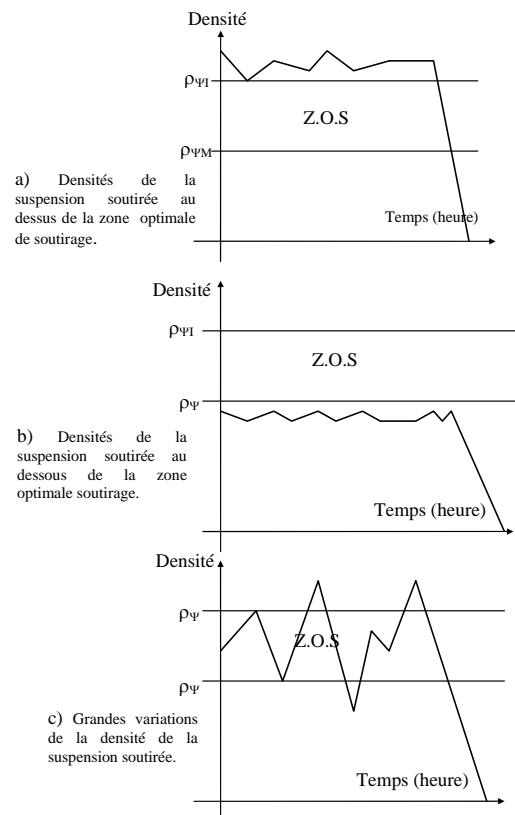 Densité
ρΨI
Z.O.S
ρΨM
a) Densités de la
suspension soutirée au
dessus de la zone optimale
de soutirage.
Temps (heure)
Densité
ρΨI
Z.O.S
ρΨ
b) Densités de la
suspension soutirée au
dessous de la zone
optimale soutirage.
Temps (heure)
Densité
ρΨ
Z.O.S
ρΨ
c) Grandes variations
de la densité de la
suspension soutirée.
Temps (heure)